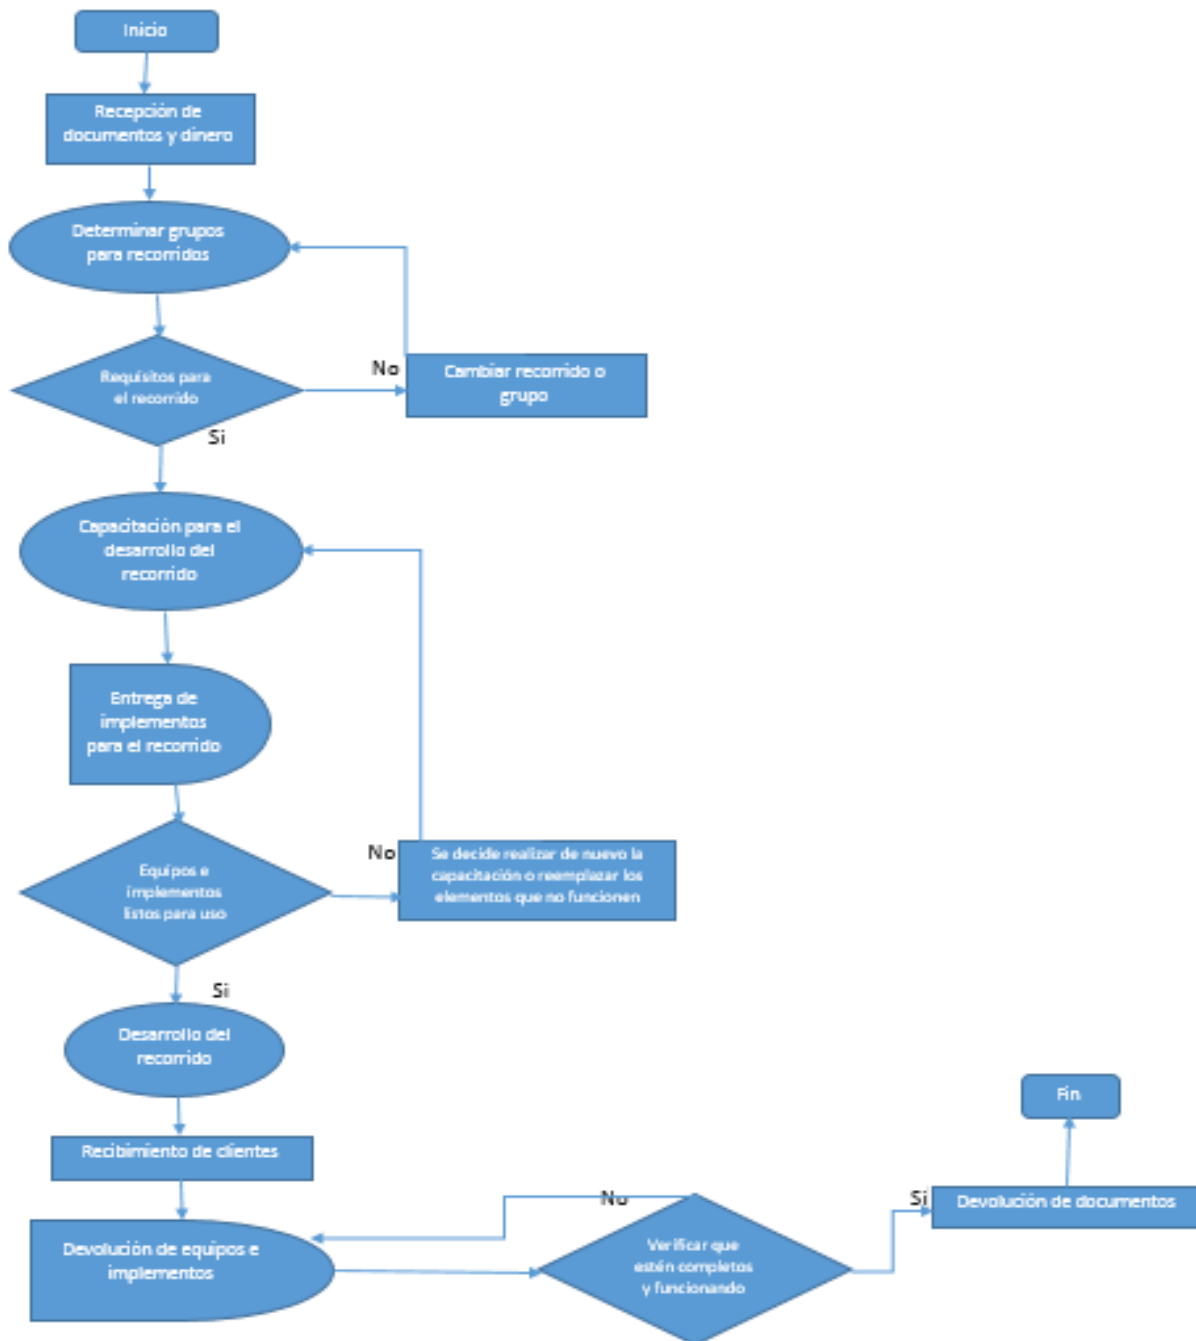 Inicio
Recepción de
documentos y dinero
Determinar grupos
para recorridos
Requisitos para
el recorrido
No
Cambiar recorrido o
grupo
Si
Capacitación para el
desarrollo del
recorrido
Entrega de
implementos
para el recorrido
Equipos e
implementos
listos para uso
No
Se decide realizar de nuevo la
capacitación o reemplazar los
elementos que no funcionen
Si
Desarrollo del
recorrido
Recibimiento de clientes
Devolución de equipos e
implementos
No
Verificar que
estén completos
y funcionando
Si
Devolución de documentos
Fin